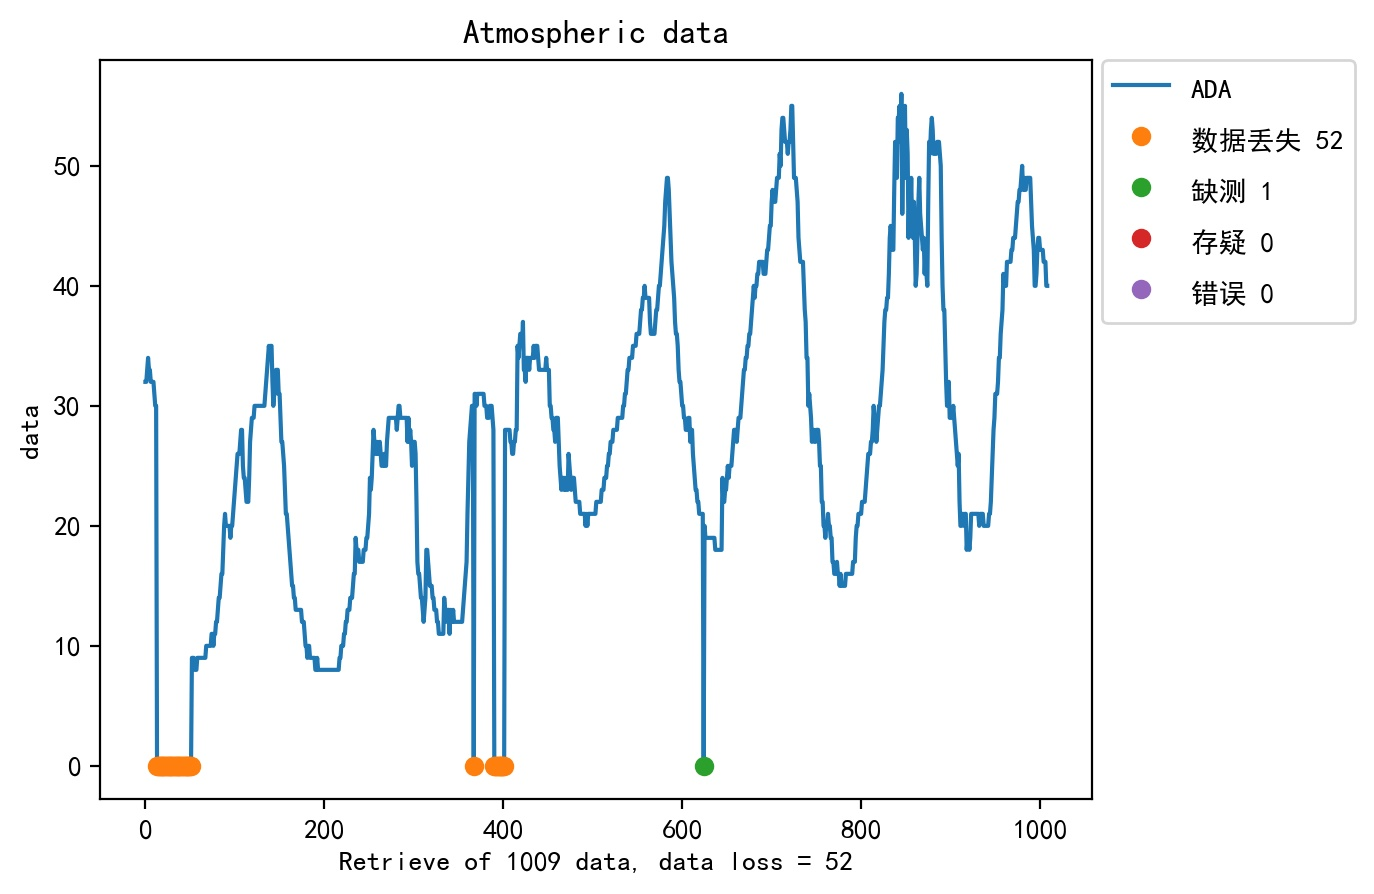 Atmospheric data
ADA
数据丢失 52
缺测 1
存疑 0
错误 0
data
50
40
30
20
10
0
0 200 400 600 800 1000
Retrieve of 1009 data, data loss = 52